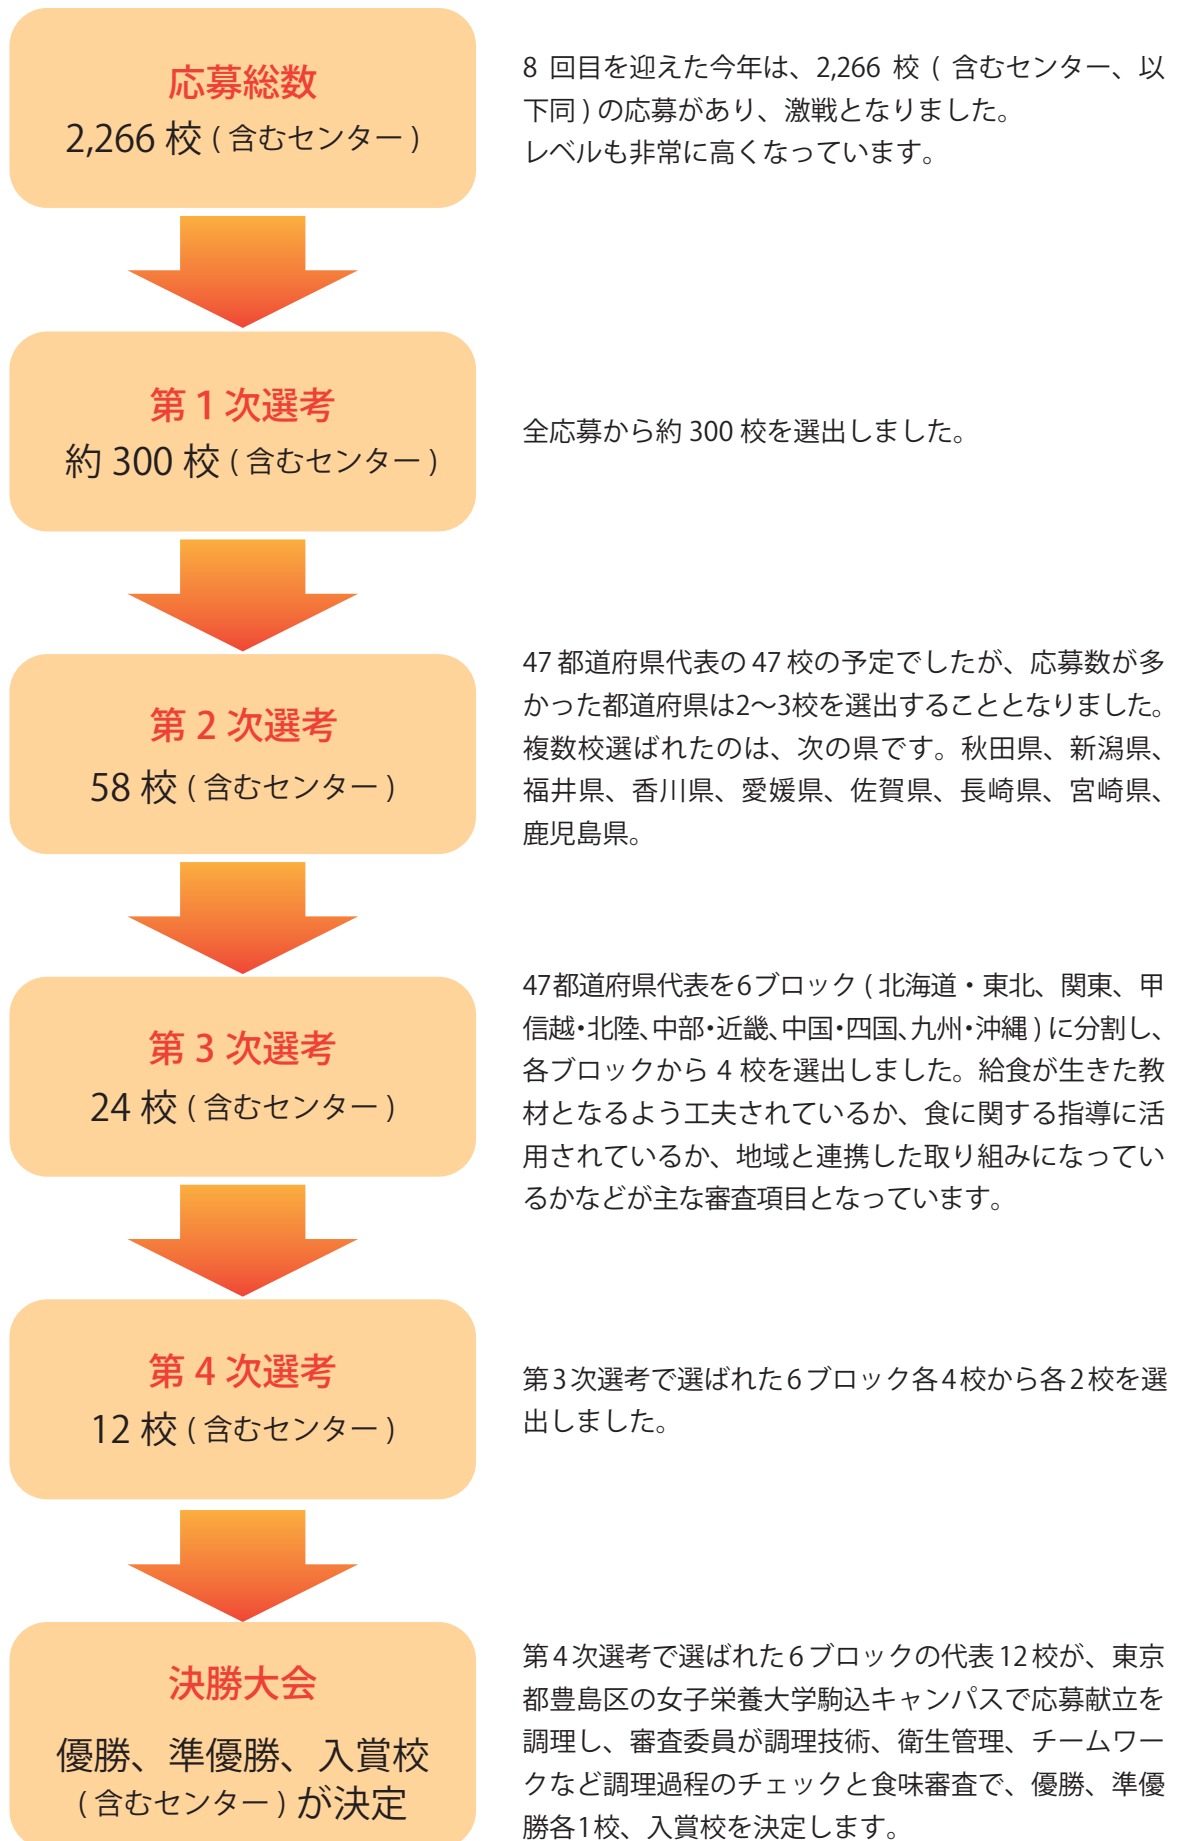 応募総数
2,266 校 ( 含むセンター )
8 回目を迎えた今年は、2,266 校 ( 含むセンター、以
下同 ) の応募があり、激戦となりました。
レベルも非常に高くなっています。
第 1 次選考
約 300 校 ( 含むセンター )
全応募から約 300 校を選出しました。
第 2 次選考
58 校 ( 含むセンター )
47 都道府県代表の 47 校の予定でしたが、応募数が多
かった都道府県は2〜3校を選出することとなりました。
複数校選ばれたのは、次の県です。秋田県、新潟県、
福井県、香川県、愛媛県、佐賀県、長崎県、宮崎県、
鹿児島県。
第 3 次選考
24 校 ( 含むセンター )
47都道府県代表を6ブロック ( 北海道・東北、関東、甲
信越・北陸、中部・近畿、中国・四国、九州・沖縄 ) に分割し、
各ブロックから 4 校を選出しました。給食が生きた教
材となるよう工夫されているか、食に関する指導に活
用されているか、地域と連携した取り組みになってい
るかなどが主な審査項目となっています。
第 4 次選考
12 校 ( 含むセンター )
第3次選考で選ばれた6ブロック各4校から各2校を選
出しました。
決勝大会
優勝、準優勝、入賞校
( 含むセンター ) が決定
第4次選考で選ばれた6ブロックの代表12校が、東京
都豊島区の女子栄養大学駒込キャンパスで応募献立を
調理し、審査委員が調理技術、衛生管理、チームワー
クなど調理過程のチェックと食味審査で、優勝、準優
勝各1校、入賞校を決定します。